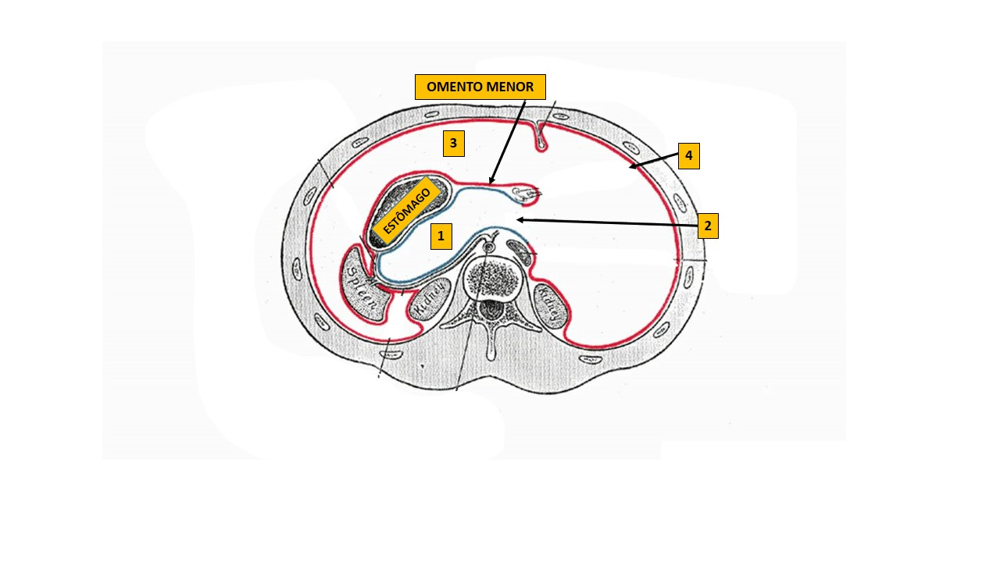 OMENTO MENOR
3
4
ESTÔMAGO
2
1
Spleen
Kidney
Kidney